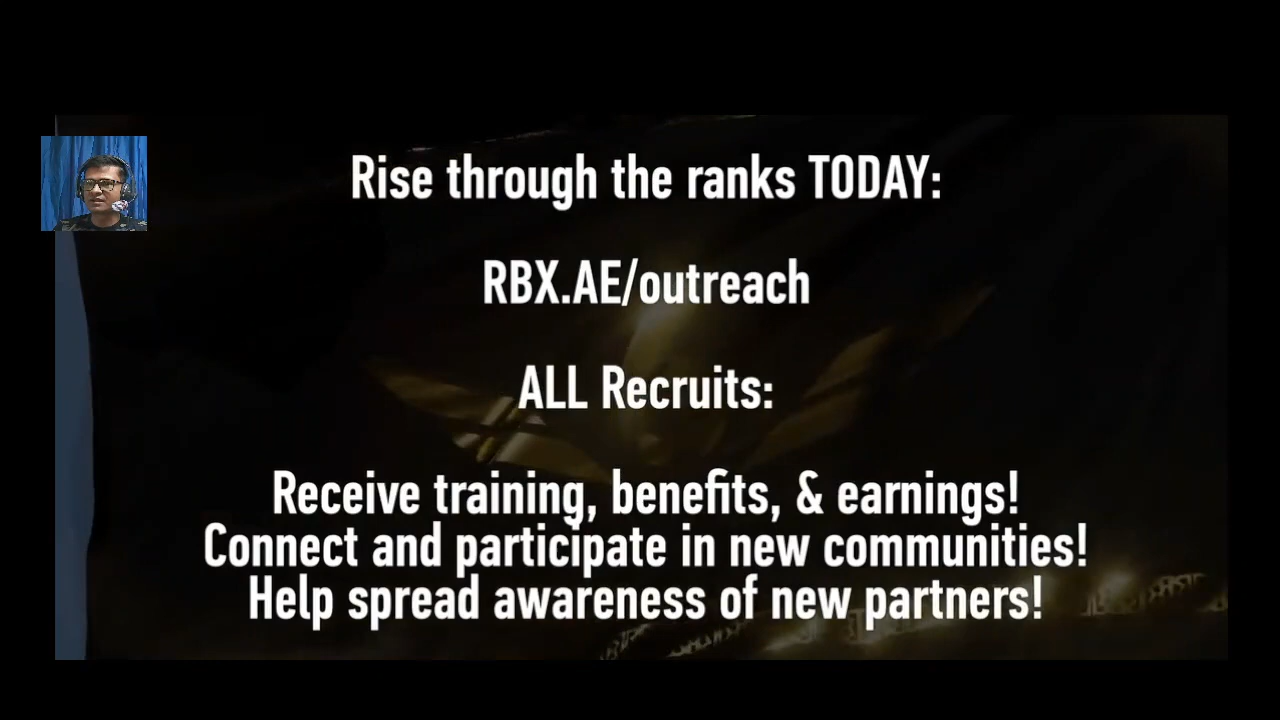 Rise through the ranks TODAY:
RBX.AE/outreach
ALL Recruits:
Receive training, benefits, & earnings!
Connect and participate in new communities!
Help spread awareness of new partners!